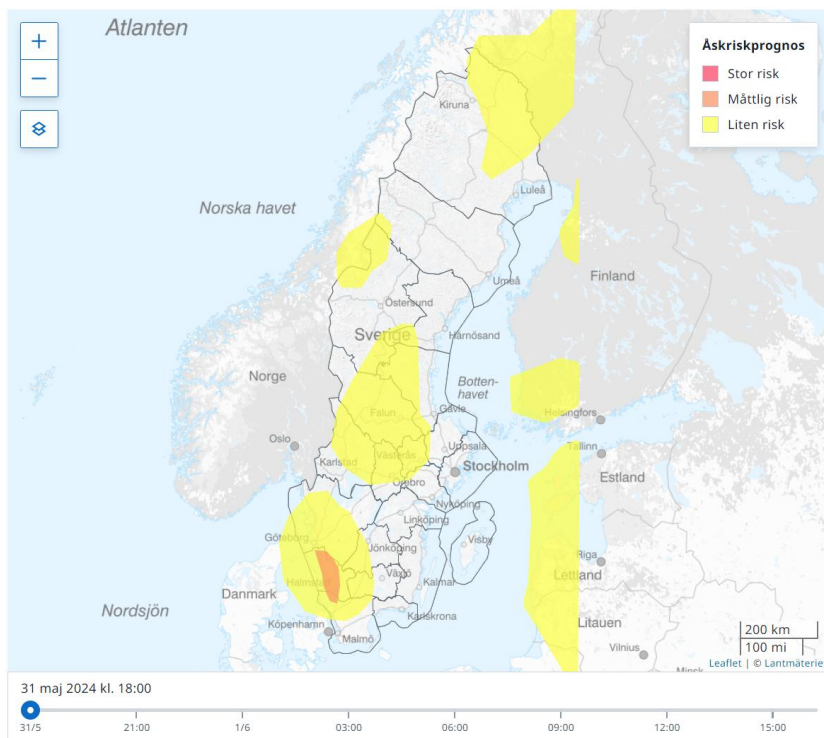 Atlanten
+
−
Åskriskprognos
Stor risk
Måttlig risk
Liten risk
Kiruna
Luleå
Norska havet
Finland
Umeå
Östersund
Härnösand
Sverige
Norge
Botten-
havet
Falun
Gävle
Helsingfors
Oslo
Uppsala
Tallinn
Västerås
Karlstad
Stockholm
Estland
Örebro
Nyköping
Linköping
Göteborg
Visby
Jönköping
Riga
Växjö
Lettland
Halmstad
Kalmar
Danmark
Nordsjön
Karlskrona
Litauen
Köpenhamn
Malmö
Vilnius
200 km
100 mi
Minsk
Leaflet | © Lantmäterie
31 maj 2024 kl. 18:00
31/5 21:00 1/6 03:00 06:00 09:00 12:00 15:00